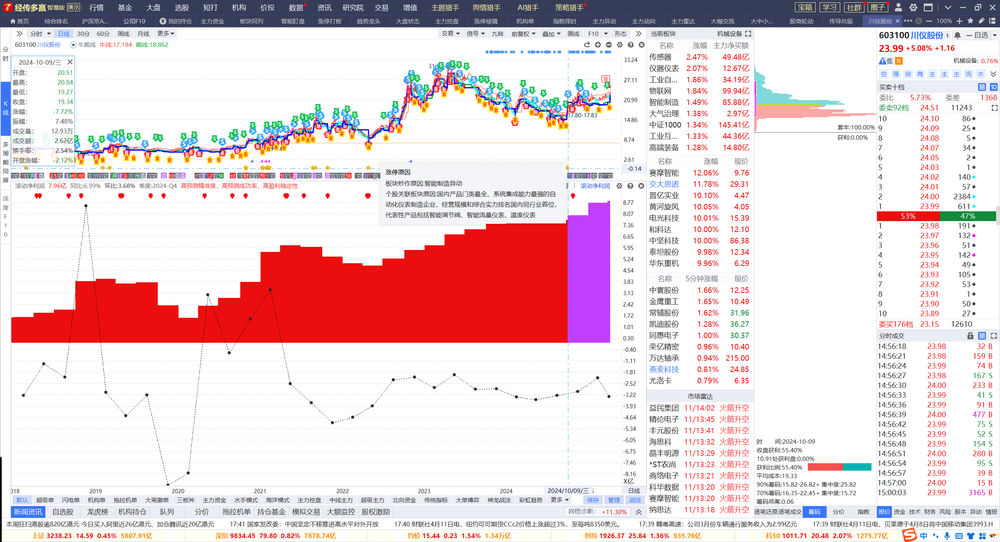 经传多赢 智尊版 演示 行情 基金 大盘 选股 短打 机构 价投 数据 资讯 研究院 交易 增值 主题猎手 舆情猎手 AI猎手 策略猎手 宝箱 学习 社群 圈子
首页 综合排名 沪深京A... 公司F10 我的持仓 主力资金 板块同列 智能盯盘 涨停打板 趋势龙头 大盘状态 主力控盘 涨停棱镜 机构单 指数择时 主力异动 主力动向 主力雷达 大咖交流 大中小... 股商轮动 传导共振 川仪股份 100%
分时 日线 30分 60分 周线 月线 更多 交易 信号 九转 前复权 叠加 画线 F10 形态
603100 川仪股份 牛熊线 牛线:17.184 熊线:18.862
分时
K线
多周期同屏
深度F10
2024-10-09/三
开盘: 20.51
最高: 20.84
最低: 19.27
收盘: 19.34
涨幅: -7.72%
振幅: 7.48%
成交量: 12.93万
成交额: 2.62亿
换手率: 2.54%
开盘涨幅: -2.12%
17.80-17.83
33.24
27.11
20.99
14.86
8.74
2.61
-0.14
滚动净利润 7.96亿 同比:6.99% 环比:3.68% 季度:2024-Q4 高预测精准度，高预测成功率，高盈利稳定性 滚动净利润
涨停原因
板块炒作原因:智能制造异动
个股关联板块原因:国内产品门类最全、系统集成能力最强的自
动化仪表制造企业，经营规模和综合实力排名国内同行业首位，
代表性产品包括智能调节阀、智能流量仪表、温度仪表
8.77
8.07
7.36
6.65
5.95
5.24
4.54
3.83
3.13
2.42
1.72
1.01
0.30
-0.40
-1.11
-1.81
-2.52
-3.22
-3.93
-4.64
-5.34
-6.05
-6.75
-7.46
-8.16
X亿
018 2019 2020 2021 2022 2023 2024 2024/10/09/三 日线
默认 超级单 闪电单 机构单 拖拉机单 大笔撤单 三板斧 主力资金 水手模式 海洋模式 主力控盘 中线主力 超级主力 北向资金 传统指标 大单博弈 神龙战法 彩虹趋势 更多 保存 管理 战法
新闻资讯 自选股 龙虎榜 机构持仓 队列 分价 拖拉机单 持仓基金 模拟交易 大额监控 股权激励 网格诊断: +11.30%
当前板块 机械设备
名称 涨幅 主力净买额
传感器 2.47% 49.48亿
仪器仪表 2.07% 12.67亿
工业自... 1.86% 34.19亿
物联网 1.84% 99.94亿
智能制造 1.49% 85.88亿
大气治理 1.38% 2.97亿
中证1000 1.34% 145.41亿
工业互... 1.33% 44.36亿
高端装备 1.28% 14.80亿
名称 涨幅 现价
赛摩智能 12.06% 9.76
交大思诺 11.78% 29.31
晋亿实业 10.10% 4.47
黄河旋风 10.05% 4.05
电光科技 10.01% 15.39
和科达 10.00% 12.10
中坚科技 10.00% 86.38
泰坦股份 9.98% 12.34
华东重机 9.96% 6.29
名称 5分钟涨幅 现价
中寰股份 1.66% 12.25
金鹰重工 1.65% 10.49
常辅股份 1.62% 31.96
凯迪股份 1.28% 36.27
同惠电子 1.00% 30.37
荣亿精密 0.96% 10.40
万达轴承 0.94% 215.00
燕麦科技 0.81% 24.85
尤洛卡 0.79% 6.35
市场雷达
益民集团 11/14:02 火箭升空
精伦电子 11/13:45 火箭升空
丰元股份 11/13:41 火箭升空
海思科 11/13:32 火箭升空
晶丰明源 11/13:29 火箭升空
*ST农尚 11/13:23 火箭升空
商络电子 11/13:21 火箭升空
科华数据 11/13:20 火箭升空
赛摩智能 11/13:20 火箭升空
纳思达 11/13:18 火箭升空
套牢:100.00%
获利:0.00%
时 间:2024-10-09
收盘获利:55.40%
10.91处获利盘:0.00%
获利比例:55.40%
平均成本:19.33
90%筹码:15.82-26.82+ 集中度:25.82
70%筹码:16.35-22.45+ 集中度:15.72
筹码乖离:0.06
逐笔还原 逐笔成交 筹码 分价 指数
603100 川仪股份 自选
23.99 +5.08% +1.16
低 R 机械设备: 0.76%
空 强 创 海 主 主 主 流 水
买卖十档 量 10
委比 5.73% 委差 1368
委卖92档 24.51 11243
10 24.10 86
9 24.09 25
8 24.08 5
7 24.07 34
6 24.05 2
5 24.03 1
4 24.02 140
3 24.01 57
2 24.00 2384
1 23.99 611
53% 47%
1 23.98 191
2 23.97 132
3 23.96 51
4 23.95 142
5 23.94 49
6 23.93 105
7 23.92 53
8 23.91 1
9 23.90 50
10 23.89 27
委买176档 23.15 12610
分时成交 量
14:56:18 23.98 32 B
14:56:21 23.98 159 B
14:56:24 23.99 74 B
14:56:27 23.98 167 S
14:56:30 24.00 233 B
14:56:33 23.99 41 S
14:56:36 23.99 91 B
14:56:39 24.00 477 B
14:56:42 23.99 75 S
14:56:45 23.99 52 S
14:56:48 23.99 154 S
14:56:51 24.00 280 B
14:56:54 23.99 95 S
14:56:57 23.99 39 B
14:57:00 24.00 15 B
15:00:03 23.99 3165 B
报价 资金 技术 财务 风险 股本 异动 情报
本周狂扫港股逾820亿港元 今日买入阿里近26亿港元、加仓腾讯近20亿港元 17:41 国家发改委：中国坚定不移推进高水平对外开放 17:40 财联社4月11日电，纽约可可期货CCc2价格上涨超过3%，至每吨8350美元。 17:39 赣粤高速：公司3月份车辆通行服务收入为2.99亿元 17:39 财联社4月11日电，贝莱德于4月8日将中国移动集团3993.H
上证 3238.23 14.59 0.45% 5807.91亿 深指 9834.45 79.80 0.82% 7678.74亿 均价 15.44 0.23 1.54% 1.34万亿 创指 1926.37 25.84 1.36% 935.76亿 科50 1011.71 20.48 2.07% 1275.77亿 中